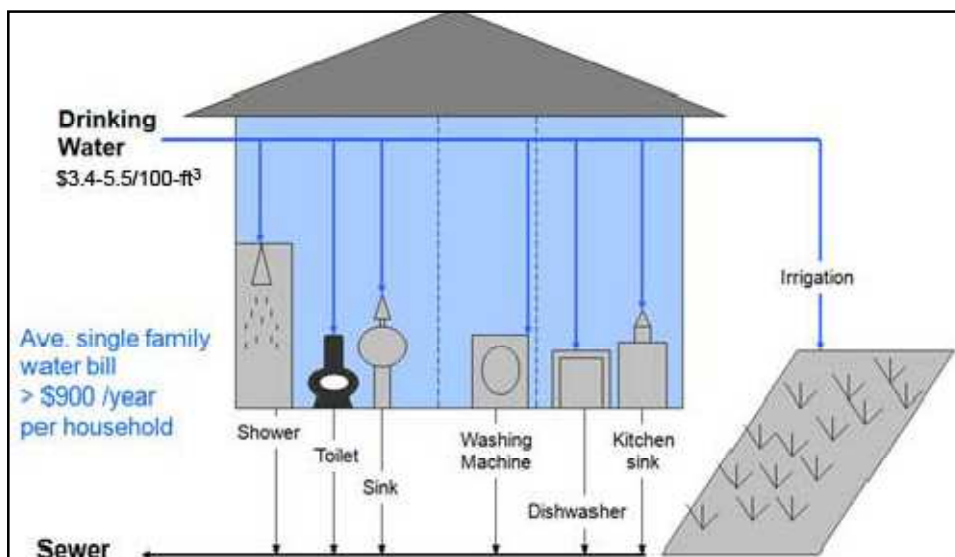 Drinking
Water
$3.4-5.5/100-ft³
Irrigation
Ave. single family
water bill
> $900 /year
per household
Shower
Toilet
Sink
Washing
Machine
Dishwasher
Kitchen
sink
Sewer